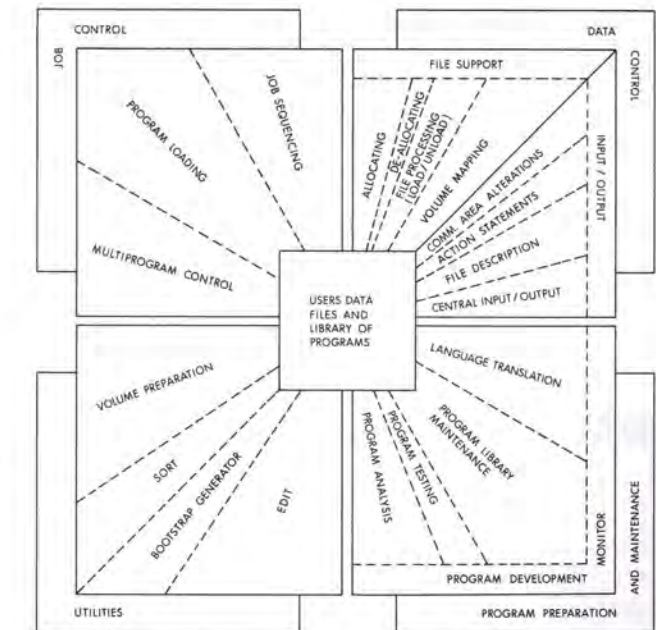 CONTROL
JOB
JOB SEQUENCING
PROGRAM LOADING
MULTIPROGRAM CONTROL
DATA
CONTROL
FILE SUPPORT
ALLOCATING
DE-ALLOCATING
FILE PROCESSING
(LOAD/UNLOAD)
VOLUME MAPPING
INPUT / OUTPUT
COMM. AREA ALTERATIONS
ACTION STATEMENTS
FILE DESCRIPTION
CENTRAL INPUT/OUTPUT
USERS DATA
FILES AND
LIBRARY OF
PROGRAMS
VOLUME PREPARATION
SORT
BOOTSTRAP GENERATOR
EDIT
UTILITIES
LANGUAGE TRANSLATION
PROGRAM LIBRARY
MAINTENANCE
PROGRAM TESTING
PROGRAM ANALYSIS
MONITOR
PROGRAM DEVELOPMENT
AND MAINTENANCE
PROGRAM PREPARATION